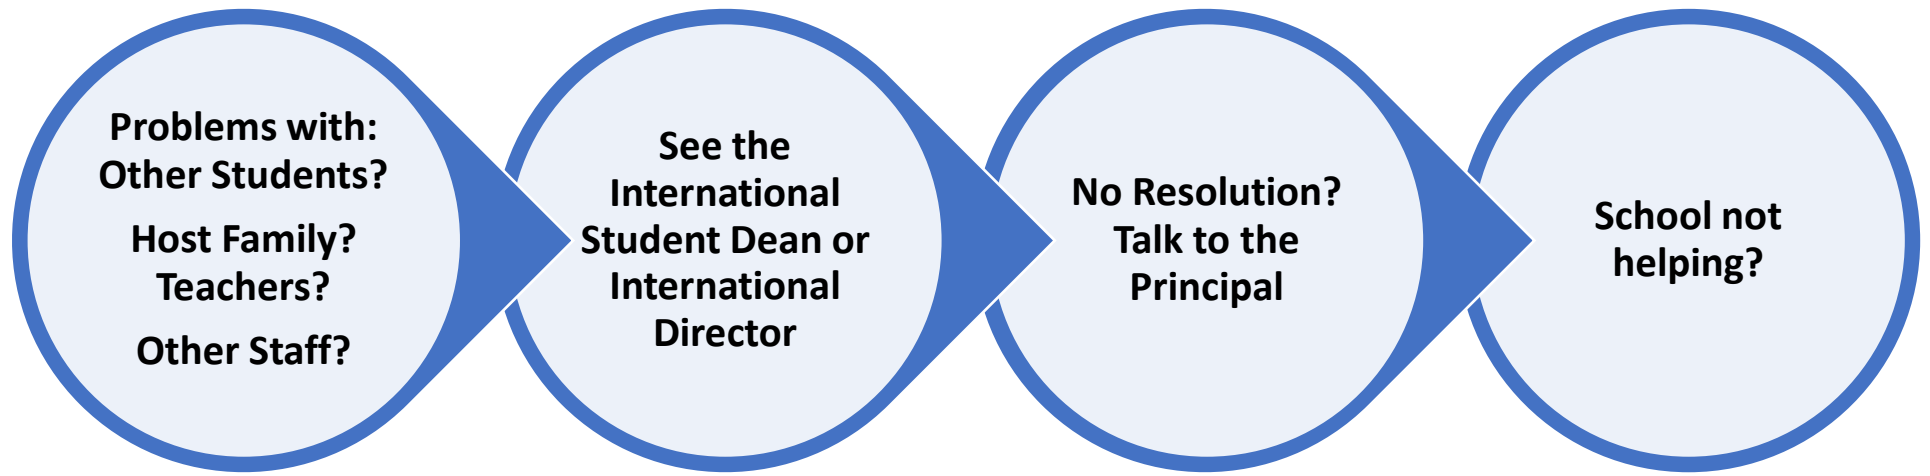 Problems with:
Other Students?
Host Family?
Teachers?
Other Staff?
See the
International
Student Dean or
International
Director
No Resolution?
Talk to the
Principal
School not
helping?